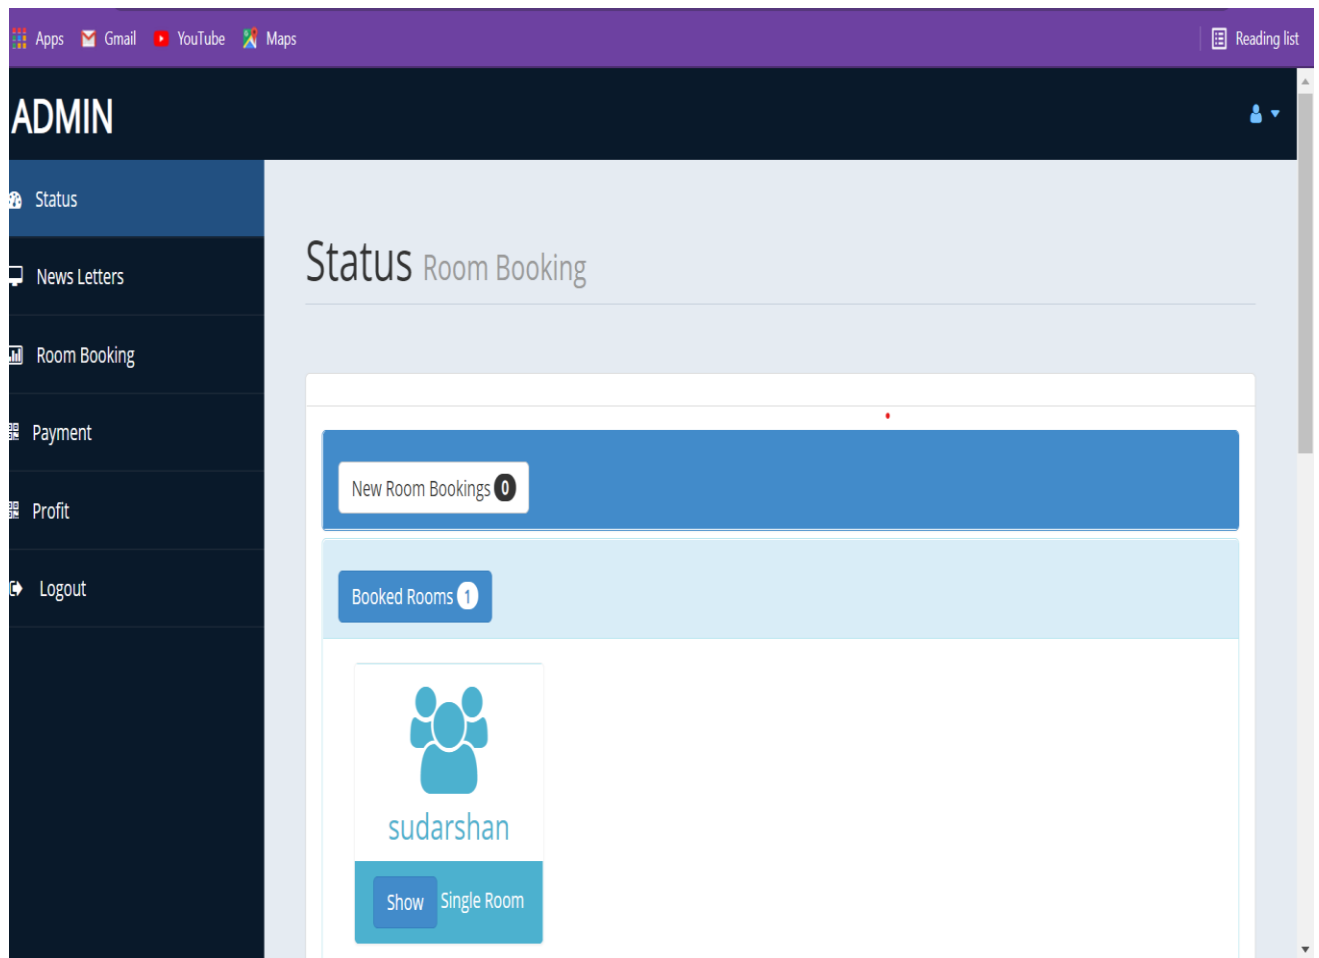 Apps Gmail YouTube Maps Reading list
ADMIN
Status
News Letters
Room Booking
Payment
Profit
Logout
Status Room Booking
New Room Bookings 0
Booked Rooms 1
sudarshan
Show Single Room